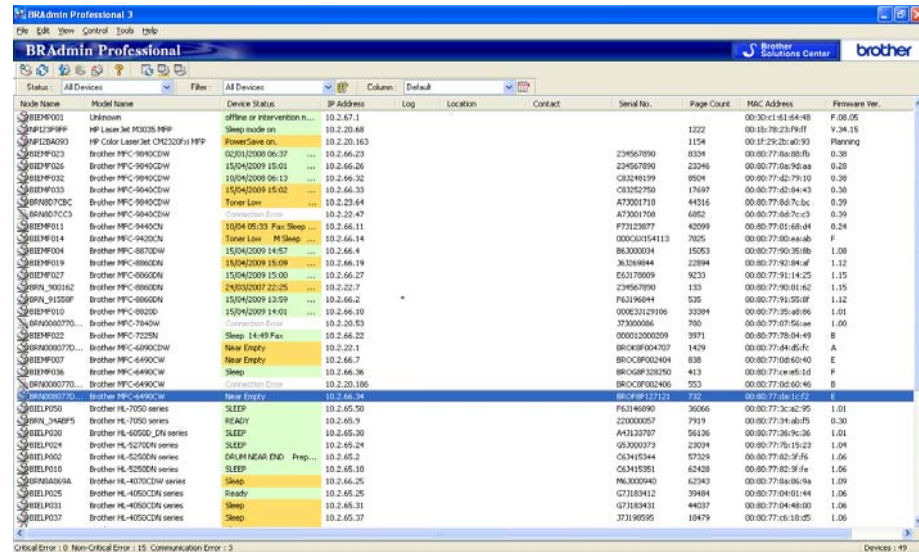 BRAdmin Professional 3
File Edit View Control Tools Help
BRAdmin Professional Brother Solutions Center brother
Status: All Devices Filter: All Devices Column: Default
Node Name Model Name Device Status IP Address Log Location Contact Serial No. Page Count MAC Address Firmware Ver.
BIEMF001 Unknown offline or intervention n... 10.2.67.1 00:30:c1:61:64:48 F.08.05
NPI23F9FF HP LaserJet M3035 MFP Sleep mode on 10.2.20.68 1222 00:1b:78:23:f9:ff V.34.15
NPI2BA093 HP Color LaserJet CM2320fxi MFP PowerSave on. 10.2.20.163 1154 00:1f:29:2b:a0:93 Planning
BIEMF023 Brother MFC-9840CDW 02/01/2008 06:37 ... 10.2.66.23 234567890 8334 00:80:77:8a:88:fb 0.38
BIEMF026 Brother MFC-9840CDW 15/04/2009 15:01 ... 10.2.66.26 234567890 23346 00:80:77:0a:9d:aa 0.28
BIEMF032 Brother MFC-9840CDW 10/04/2008 06:13 ... 10.2.66.32 8504 00:80:77:d2:79:10 0.38
BIEMF033 Brother MFC-9840CDW 15/04/2009 15:02 ... 10.2.66.33 C83252750 17697 00:80:77:d2:84:43 0.38
BRN8D7CBC Brother MFC-9840CDW Toner Low ... 10.2.23.64 A73001710 44316 00:80:77:8d:7c:bc 0.39
BRN8D7CC3 Brother MFC-9840CDW Connection Error 10.2.22.47 A73001708 6852 00:80:77:8d:7c:c3 0.39
BIEMF011 Brother MFC-9440CN 10/04 05:33 Fax Sleep ... 10.2.66.11 F73123877 42099 00:80:77:01:68:d4 0.24
BIEMF014 Brother MFC-9420CN Toner Low M Sleep ... 10.2.66.14 7825 00:80:77:80:ea:ab F
BIEMF004 Brother MFC-8870DW 15/04/2009 14:57 ... 10.2.66.4 B6J000034 15053 00:80:77:90:35:8b 1.08
BIEMF019 Brother MFC-8860DN 15/04/2009 15:09 ... 10.2.66.19 J6J269844 22894 00:80:77:92:84:af 1.12
BIEMF027 Brother MFC-8860DN 15/04/2009 15:00 ... 10.2.66.27 E6J178809 9233 00:80:77:91:14:25 1.15
BRN_900162 Brother MFC-8860DN 24/03/2007 22:25 ... 10.2.22.7 234567890 133 00:80:77:90:01:62 1.15
BRN_91558F Brother MFC-8860DN 15/04/2009 13:59 ... 10.2.66.2 * F6J196844 535 00:80:77:91:55:8f 1.12
BIEMF010 Brother MFC-8820D 15/04/2009 14:01 ... 10.2.66.10 000E33129106 33384 00:80:77:35:a8:86 1.01
BRN0080770... Brother MFC-7840W Connection Error 10.2.20.53 J7J000086 780 00:80:77:07:56:ae 1.00
BIEMF022 Brother MFC-7225N Sleep 14:49 Fax 10.2.66.22 000012000209 3971 00:80:77:78:04:49 B
BRN008077D... Brother MFC-6890CDW Near Empty 10.2.22.1 BROK8F004707 1429 00:80:77:d4:d5:fc A
BIEMF007 Brother MFC-6490CW Near Empty 10.2.66.7 BROC8F002404 838 00:80:77:0d:60:40 E
BIEMF036 Brother MFC-6490CW Sleep 10.2.66.36 BROG8F328250 413 00:80:77:ce:e5:1d F
BRN0080770... Brother MFC-6490CW Connection Error 10.2.20.106 BROC8F002406 553 00:80:77:0d:60:46 B
BRN008077D... Brother MFC-6490CW Near Empty 10.2.66.34 BROF8F127121 732 00:80:77:da:1c:f2 E
BIELP050 Brother HL-7050 series SLEEP 10.2.65.50 F63146890 36066 00:80:77:3c:a2:95 1.01
BRN_34ABF5 Brother HL-7050 series READY 10.2.65.9 220000057 7919 00:80:77:34:ab:f5 0.30
BIELP030 Brother HL-6050D_DN series SLEEP 10.2.65.30 A4J133787 56136 00:80:77:36:9c:36 1.01
BIELP024 Brother HL-5270DN series SLEEP 10.2.65.24 G5J000373 23034 00:80:77:7b:15:23 1.04
BIELP002 Brother HL-5250DN series DRUM NEAR END Prep... 10.2.65.2 C6J415344 57329 00:80:77:82:3f:f6 1.06
BIELP010 Brother HL-5250DN series SLEEP 10.2.65.10 C6J415351 62428 00:80:77:82:3f:fe 1.06
BRN8A869A Brother HL-4070CDW series Sleep 10.2.66.25 M6J000940 62343 00:80:77:8a:86:9a 1.09
BIELP025 Brother HL-4050CDN series Ready 10.2.65.25 G7J183412 39484 00:80:77:04:01:44 1.06
BIELP031 Brother HL-4050CDN series Sleep 10.2.65.31 G7J183431 44037 00:80:77:04:48:00 1.06
BIELP037 Brother HL-4050CDN series Sleep 10.2.65.37 J7J198595 18479 00:80:77:c6:18:d5 1.06
Critical Error : 0 Non-Critical Error : 15 Communication Error : 3 Devices : 49